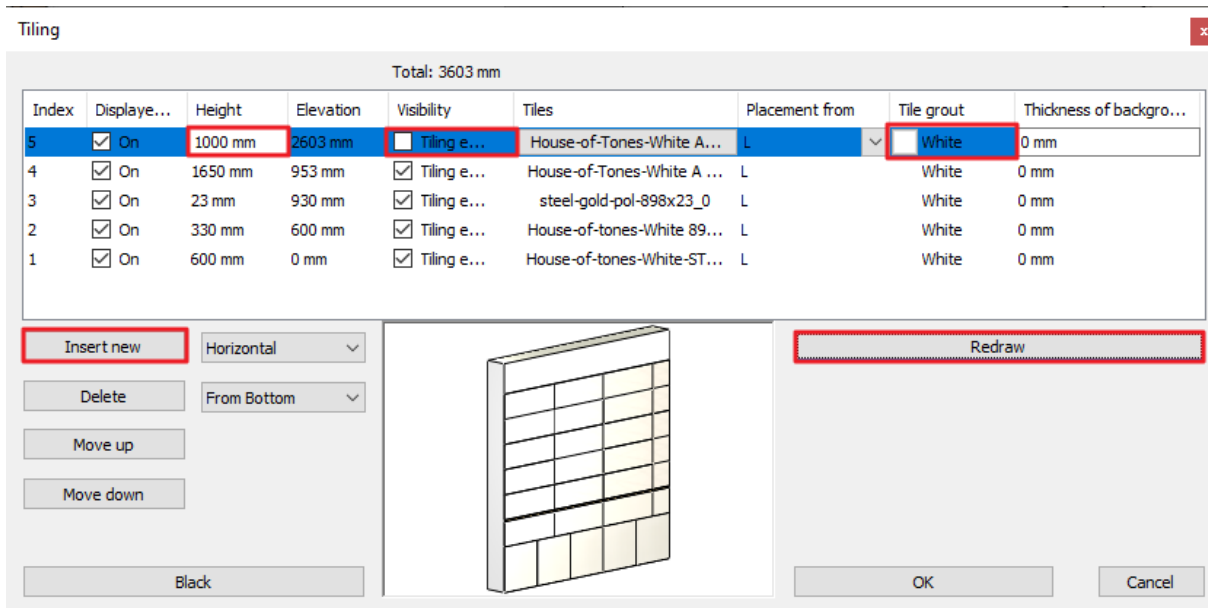 Tiling
x
Total: 3603 mm
Index Displaye... Height Elevation Visibility Tiles Placement from Tile grout Thickness of backgro...
5 On 1000 mm 2603 mm Tiling e... House-of-Tones-White A... L White 0 mm
4 On 1650 mm 953 mm Tiling e... House-of-Tones-White A ... L White 0 mm
3 On 23 mm 930 mm Tiling e... steel-gold-pol-898x23_0 L White 0 mm
2 On 330 mm 600 mm Tiling e... House-of-tones-White 89... L White 0 mm
1 On 600 mm 0 mm Tiling e... House-of-tones-White-ST... L White 0 mm
Insert new Horizontal Redraw
Delete From Bottom
Move up
Move down
Black OK Cancel